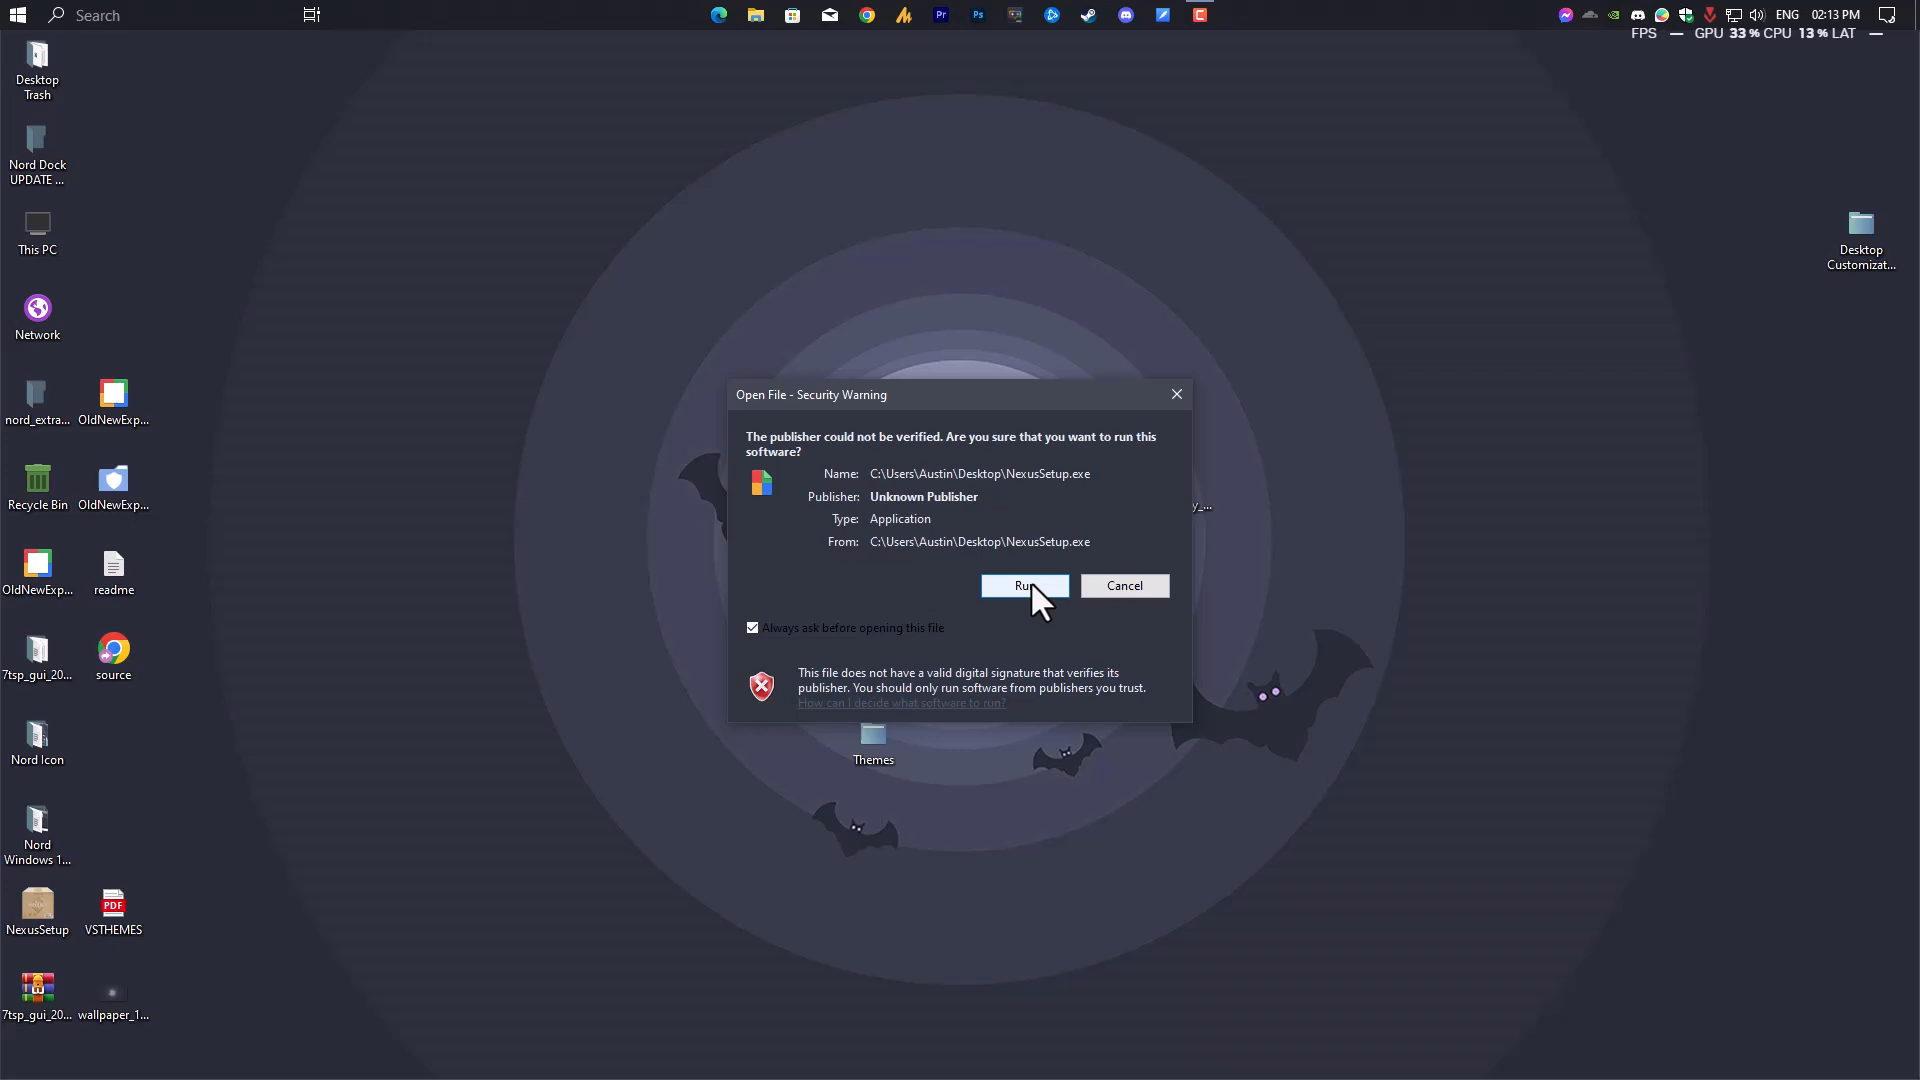 Search
ENG
02:13 PM
FPS — GPU 33 % CPU 13 % LAT —
Desktop
Trash
Nord Dock
UPDATE ...
This PC
Network
nord_extra...
OldNewExp...
Recycle Bin
OldNewExp...
OldNewExp...
readme
7tsp_gui_20...
source
Nord Icon
Nord
Windows 1...
NexusSetup
VSTHEMES
PDF
7tsp_gui_20...
wallpaper_1...
Desktop
Customizat...
Open File - Security Warning
The publisher could not be verified. Are you sure that you want to run this
software?
Name: C:\Users\Austin\Desktop\NexusSetup.exe
Publisher: Unknown Publisher
Type: Application
From: C:\Users\Austin\Desktop\NexusSetup.exe
Cancel
Always ask before opening this file
This file does not have a valid digital signature that verifies its
publisher. You should only run software from publishers you trust.
How can I decide what software to run?
y_...
Themes
Pr
Ps